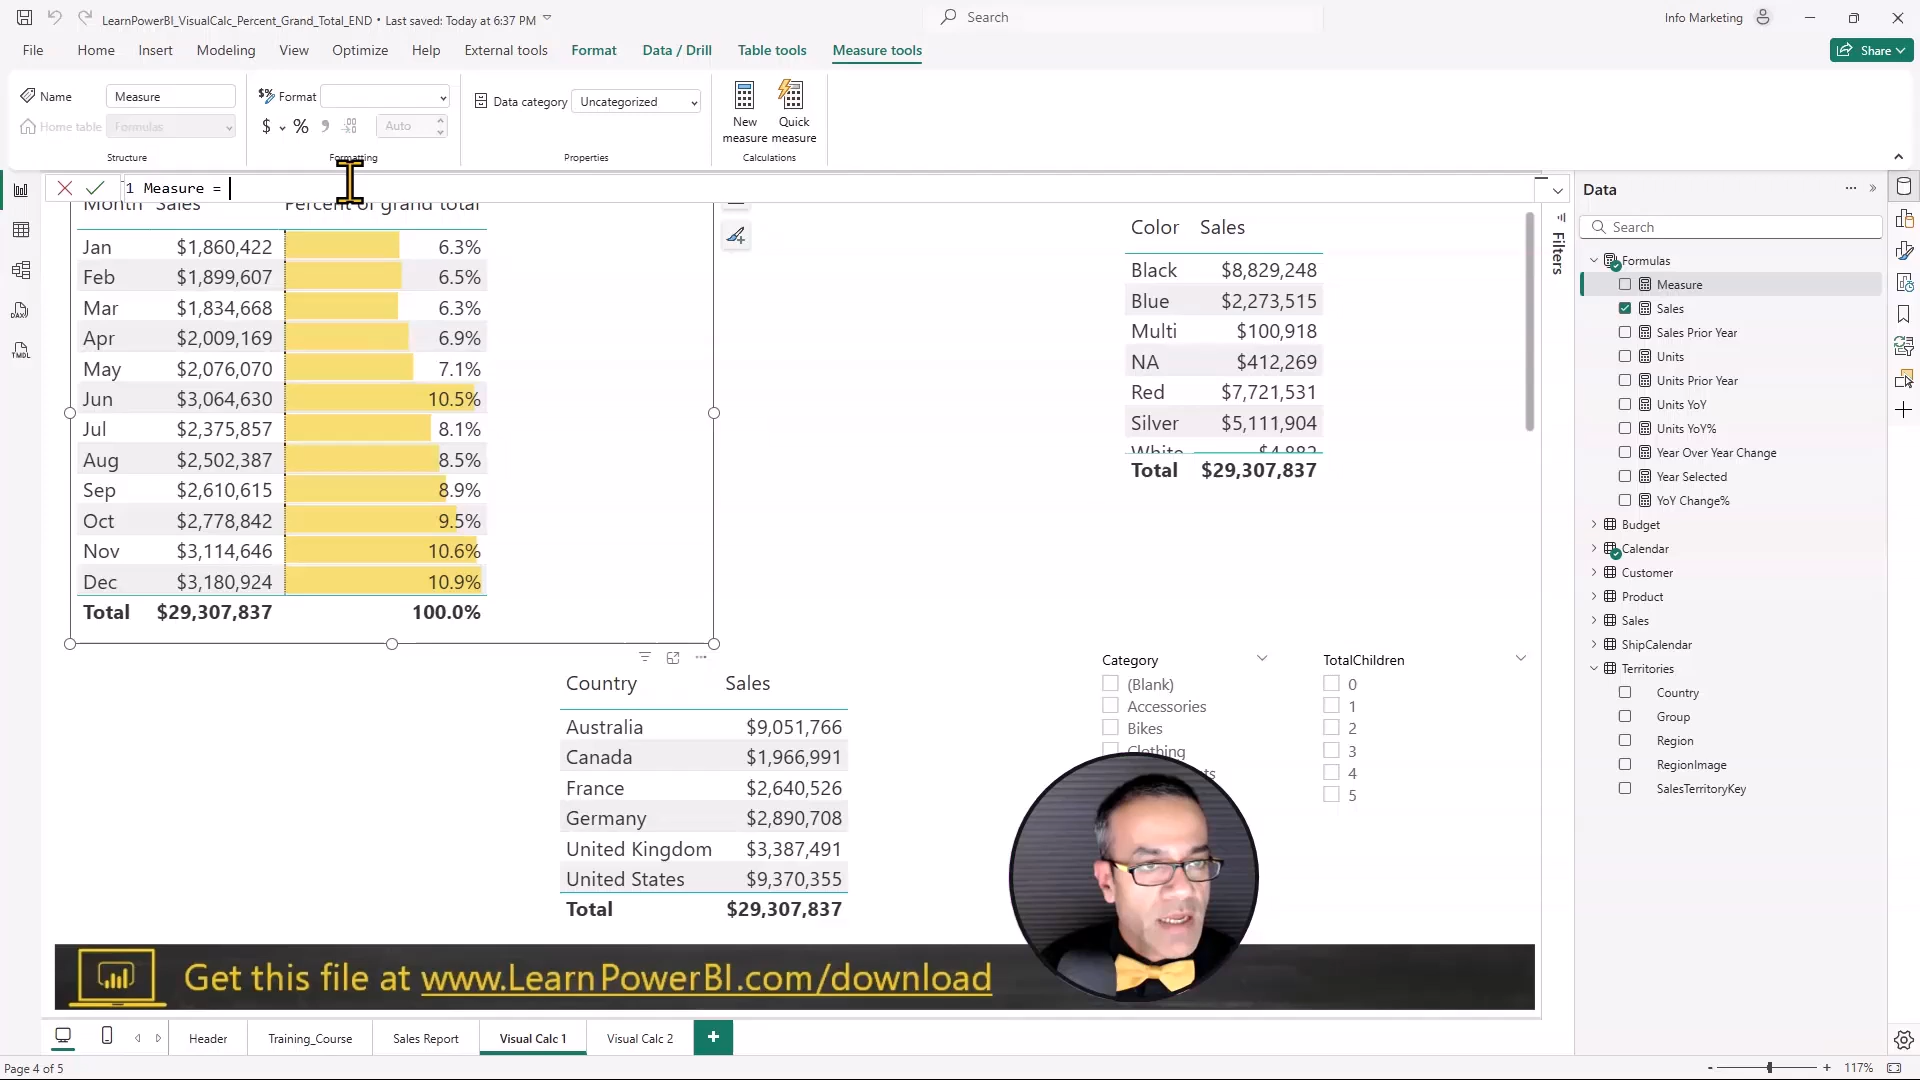 LearnPowerBI_VisualCalc_Percent_Grand_Total_END • Last saved: Today at 6:37 PM
Search
Info Marketing
File Home Insert Modeling View Optimize Help External tools Format Data / Drill Table tools Measure tools
Share
Name Measure
Home table Formulas
Structure
$% Format
$ % Auto
Formatting
Data category Uncategorized
Properties
New measure
Quick measure
Calculations
1 Measure =
Month Sales Percent of grand total
Jan $1,860,422 6.3%
Feb $1,899,607 6.5%
Mar $1,834,668 6.3%
Apr $2,009,169 6.9%
May $2,076,070 7.1%
Jun $3,064,630 10.5%
Jul $2,375,857 8.1%
Aug $2,502,387 8.5%
Sep $2,610,615 8.9%
Oct $2,778,842 9.5%
Nov $3,114,646 10.6%
Dec $3,180,924 10.9%
Total $29,307,837 100.0%
Color Sales
Black $8,829,248
Blue $2,273,515
Multi $100,918
NA $412,269
Red $7,721,531
Silver $5,111,904
White $4,882
Total $29,307,837
Country Sales
Australia $9,051,766
Canada $1,966,991
France $2,640,526
Germany $2,890,708
United Kingdom $3,387,491
United States $9,370,355
Total $29,307,837
Category
(Blank)
Accessories
Bikes
Clothing
TotalChildren
0
1
2
3
4
5
Filters
Data
Search
Formulas
Measure
Sales
Sales Prior Year
Units
Units Prior Year
Units YoY
Units YoY%
Year Over Year Change
Year Selected
YoY Change%
Budget
Calendar
Customer
Product
Sales
ShipCalendar
Territories
Country
Group
Region
RegionImage
SalesTerritoryKey
DAX
TMDL
Get this file at www.LearnPowerBI.com/download
Header Training_Course Sales Report Visual Calc 1 Visual Calc 2 +
Page 4 of 5
- + 117%